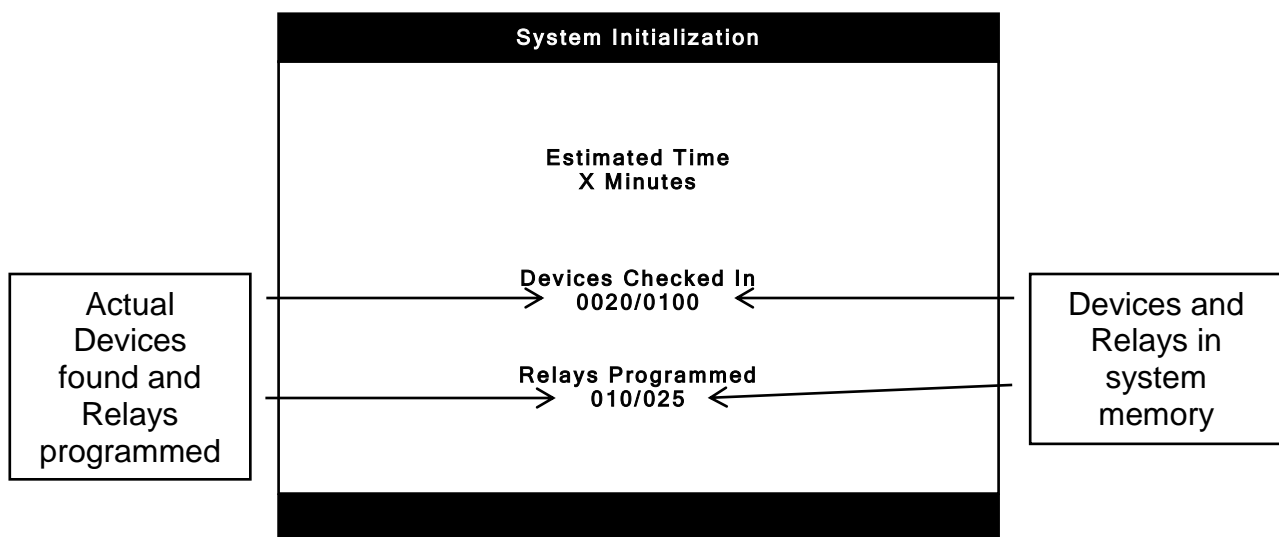 System Initialization
Estimated Time
X Minutes
Devices Checked In
0020/0100
Relays Programmed
010/025
Actual
Devices
found and
Relays
programmed
Devices and
Relays in
system
memory